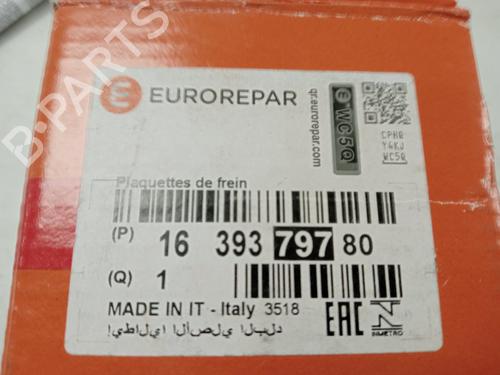 EUROREPAR
qr.eurorepar.com
WC5Q
CPHQ
Y4KJ
WC5Q
Plaquettes de frein
(P) 16 393 797 80
(Q) 1
MADE IN IT - Italy 3518
إيطاليا الأصلي البلد
EAC
INMETRO
B-PARTS